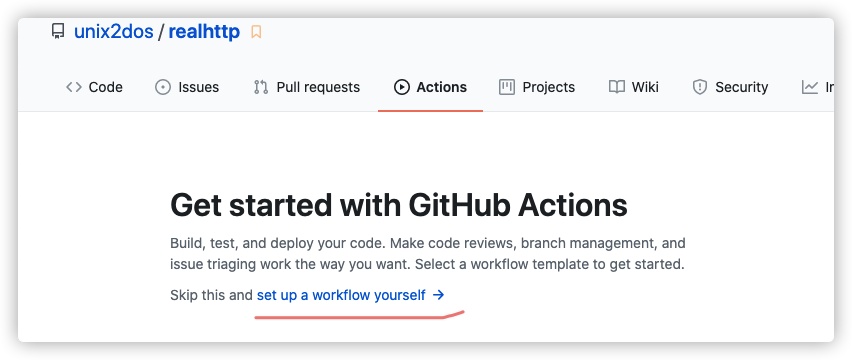 unix2dos / realhttp
Code Issues Pull requests Actions Projects Wiki Security
Get started with GitHub Actions
Build, test, and deploy your code. Make code reviews, branch management, and
issue triaging work the way you want. Select a workflow template to get started.
Skip this and set up a workflow yourself →